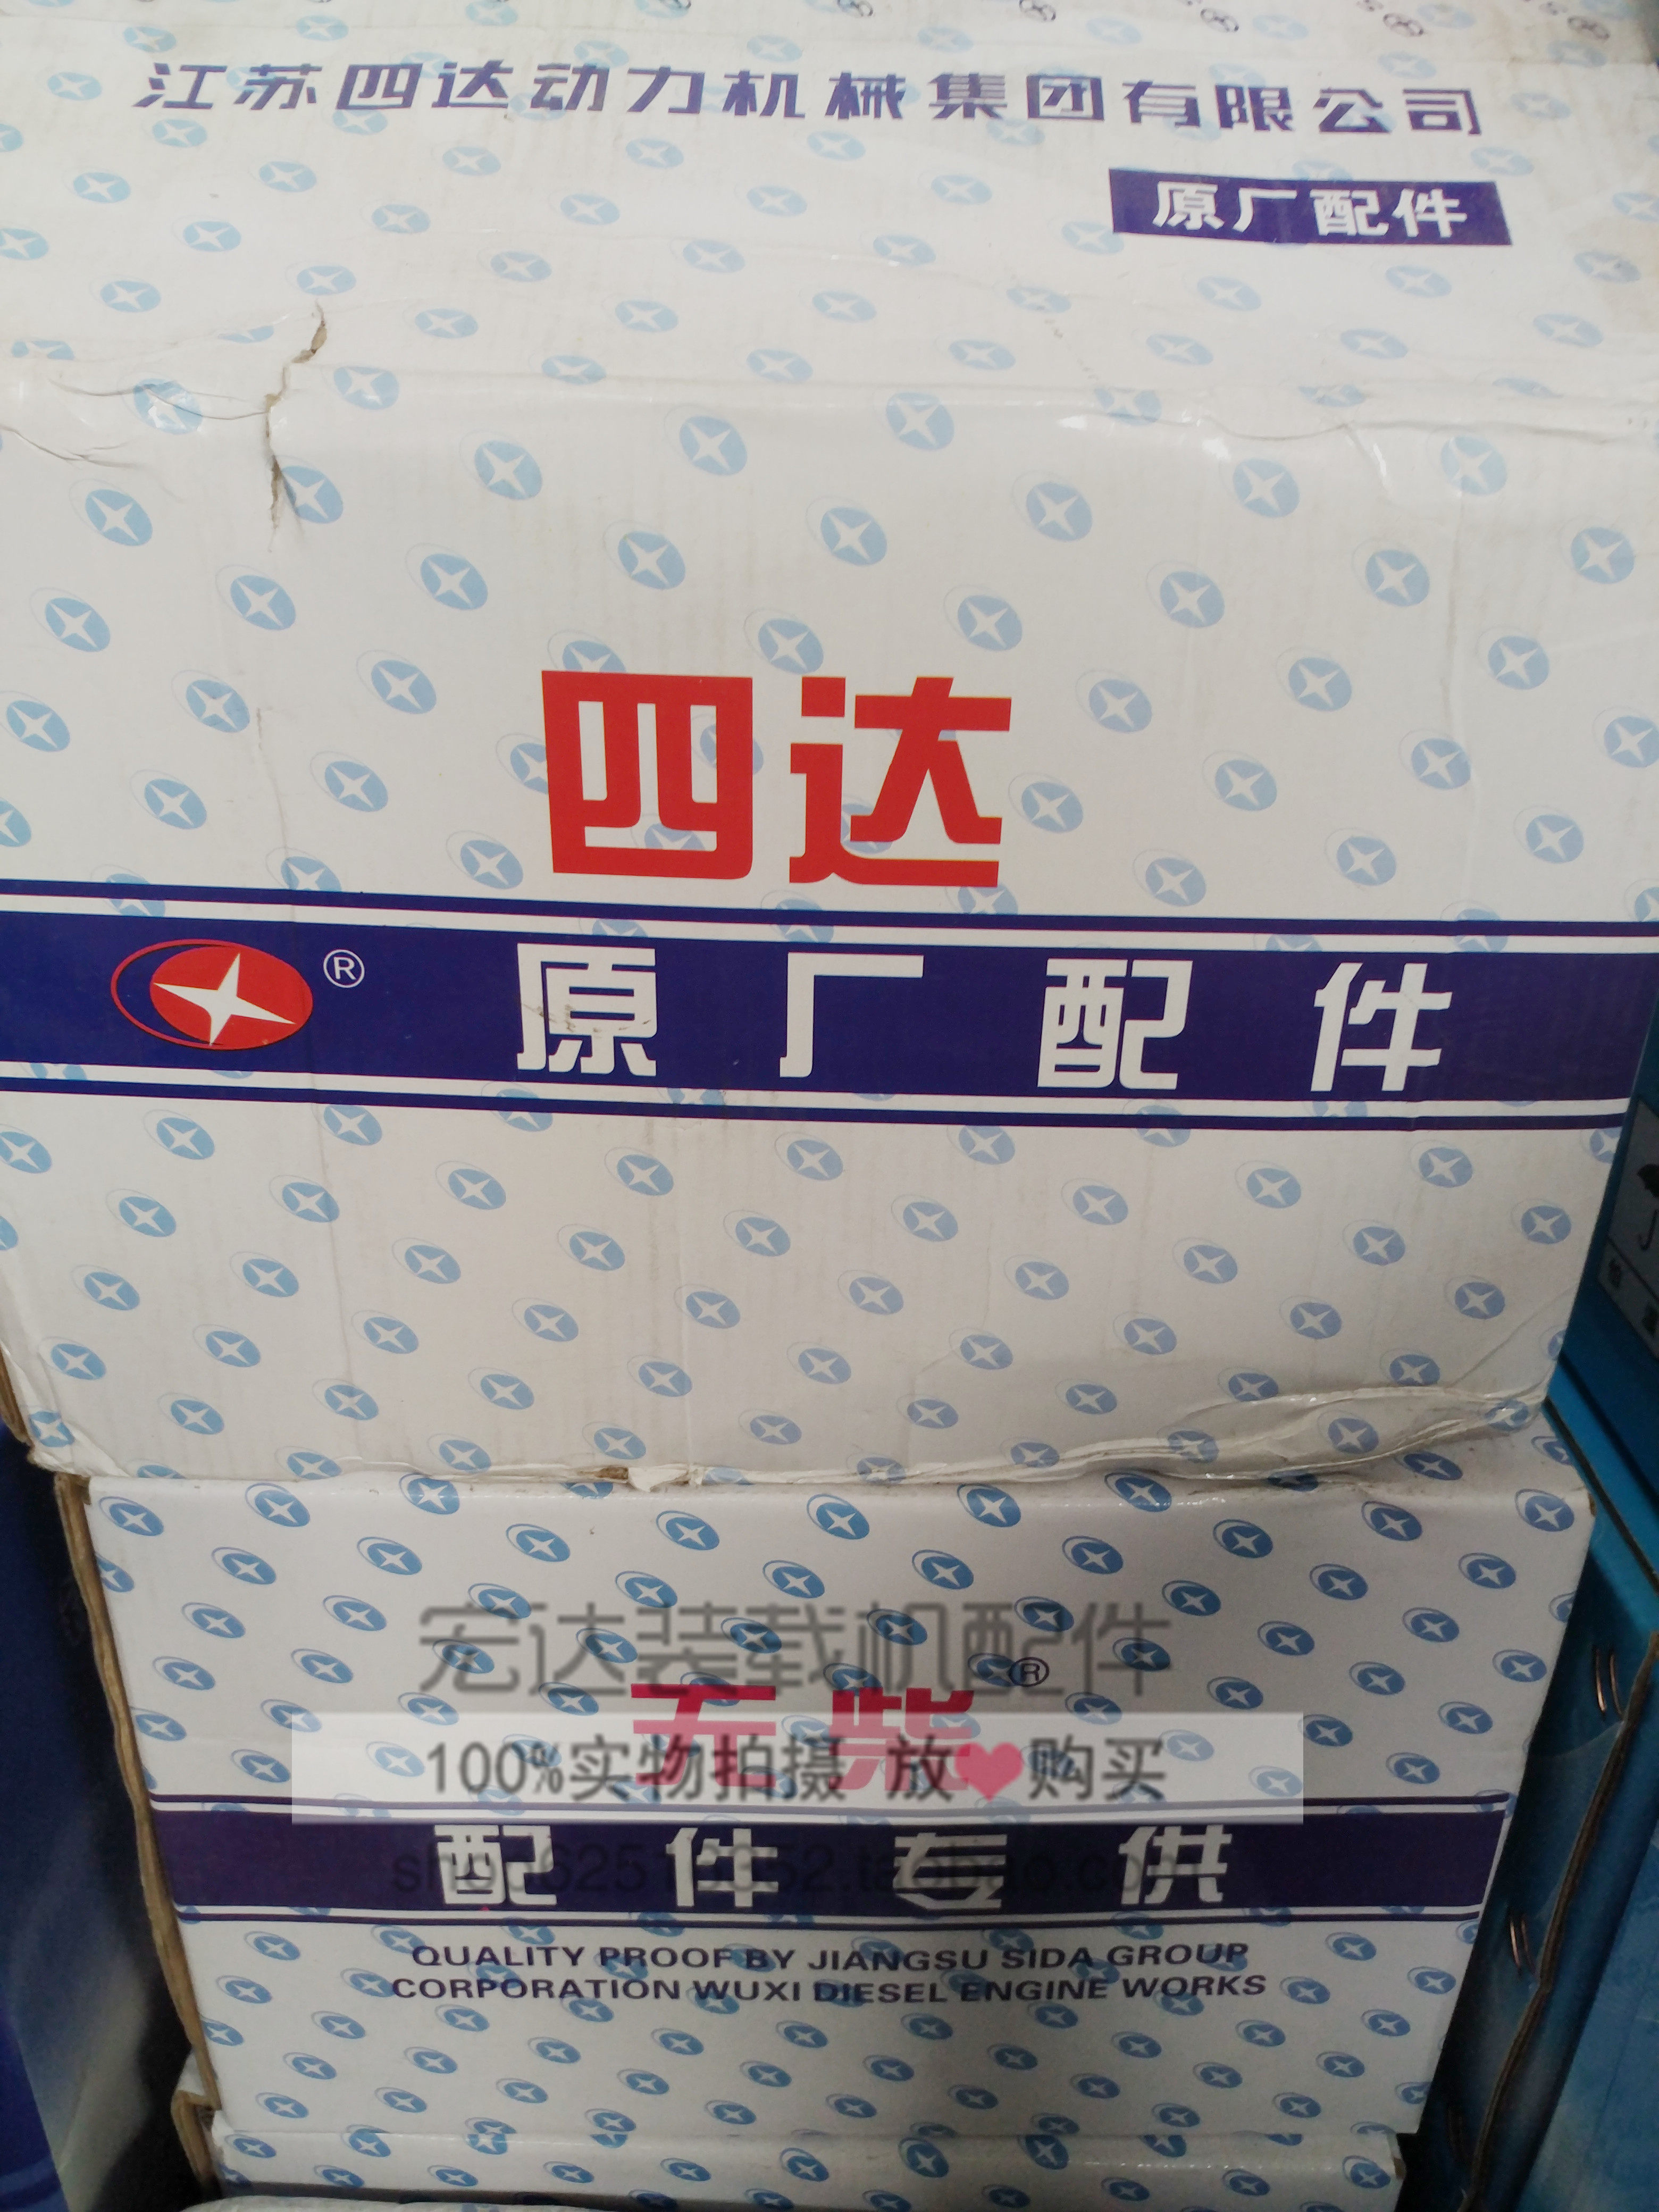 江苏四达动力机械集团有限公司
原厂配件
四达
® 原厂配件
宏达装载机配件
®
无柴
100%实物拍摄 放❤购买
配件专供
QUALITY PROOF BY JIANGSU SIDA GROUP
CORPORATION WUXI DIESEL ENGINE WORKS